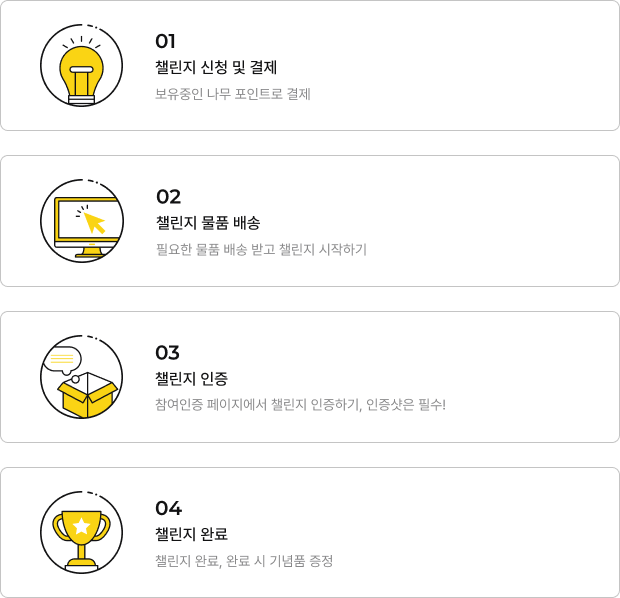 01
챌린지 신청 및 결제
보유중인 나무 포인트로 결제
02
챌린지 물품 배송
필요한 물품 배송 받고 챌린지 시작하기
03
챌린지 인증
참여인증 페이지에서 챌린지 인증하기, 인증샷은 필수!
04
챌린지 완료
챌린지 완료, 완료 시 기념품 증정